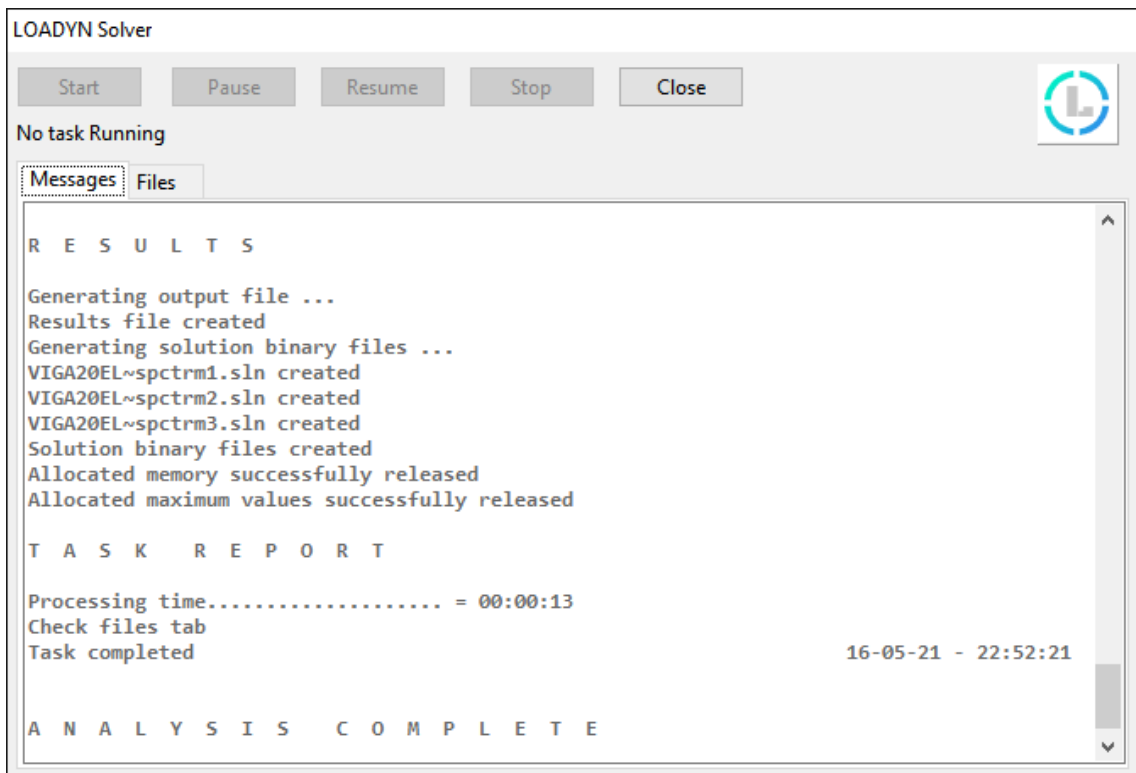 LOADYN Solver
Start Pause Resume Stop Close
L
No task Running
Messages Files
R E S U L T S
Generating output file ...
Results file created
Generating solution binary files ...
VIGA20EL~spctrm1.sln created
VIGA20EL~spctrm2.sln created
VIGA20EL~spctrm3.sln created
Solution binary files created
Allocated memory successfully released
Allocated maximum values successfully released
T A S K   R E P O R T
Processing time.................... = 00:00:13
Check files tab
Task completed 16-05-21 - 22:52:21
A N A L Y S I S   C O M P L E T E